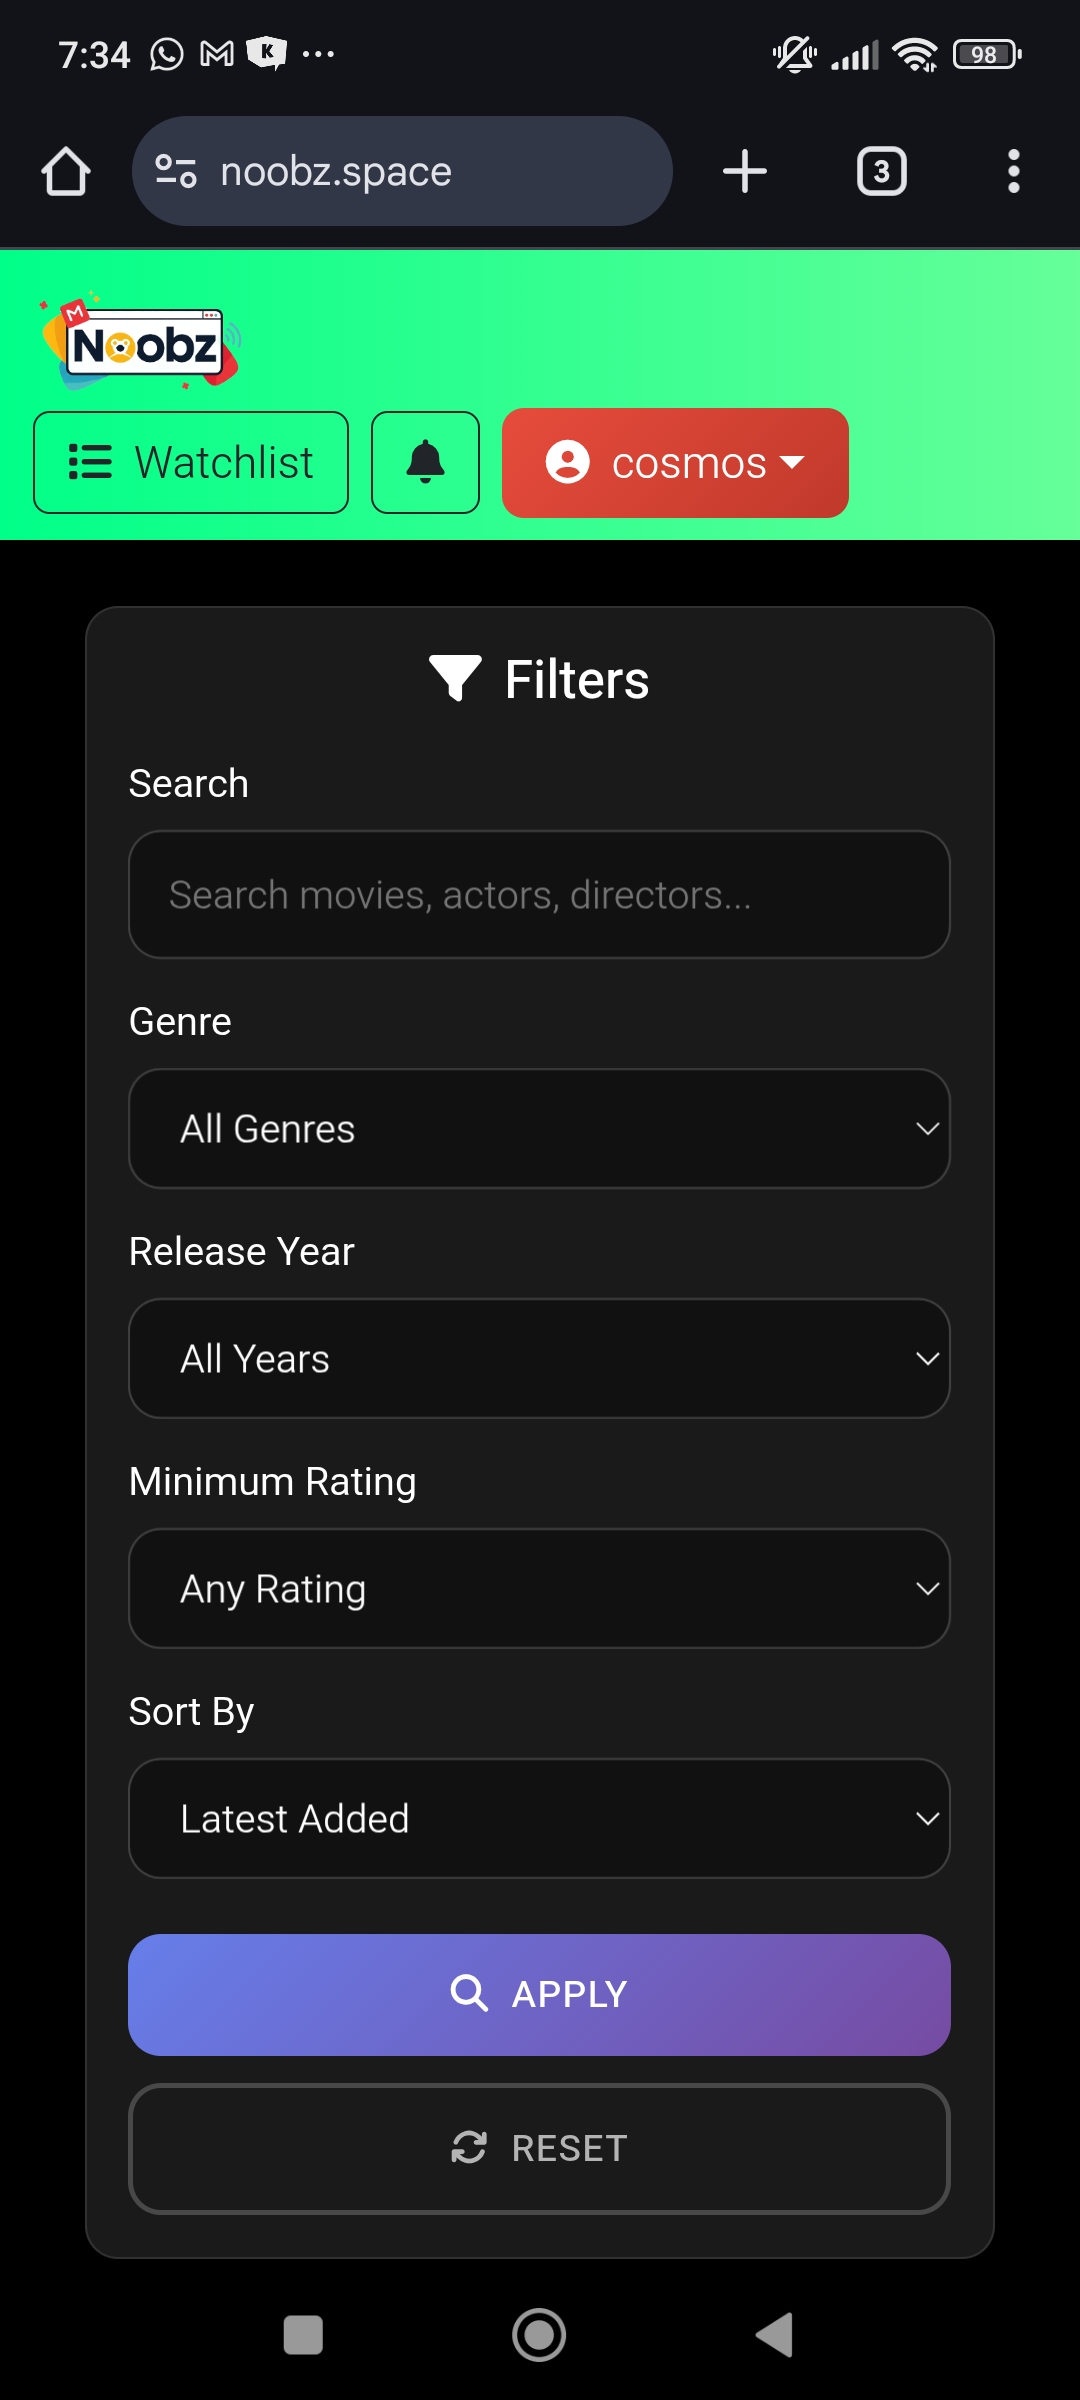 7:34
98
noobz.space
3
Noobz
Watchlist
cosmos
Filters
Search
Search movies, actors, directors...
Genre
All Genres
Release Year
All Years
Minimum Rating
Any Rating
Sort By
Latest Added
APPLY
RESET